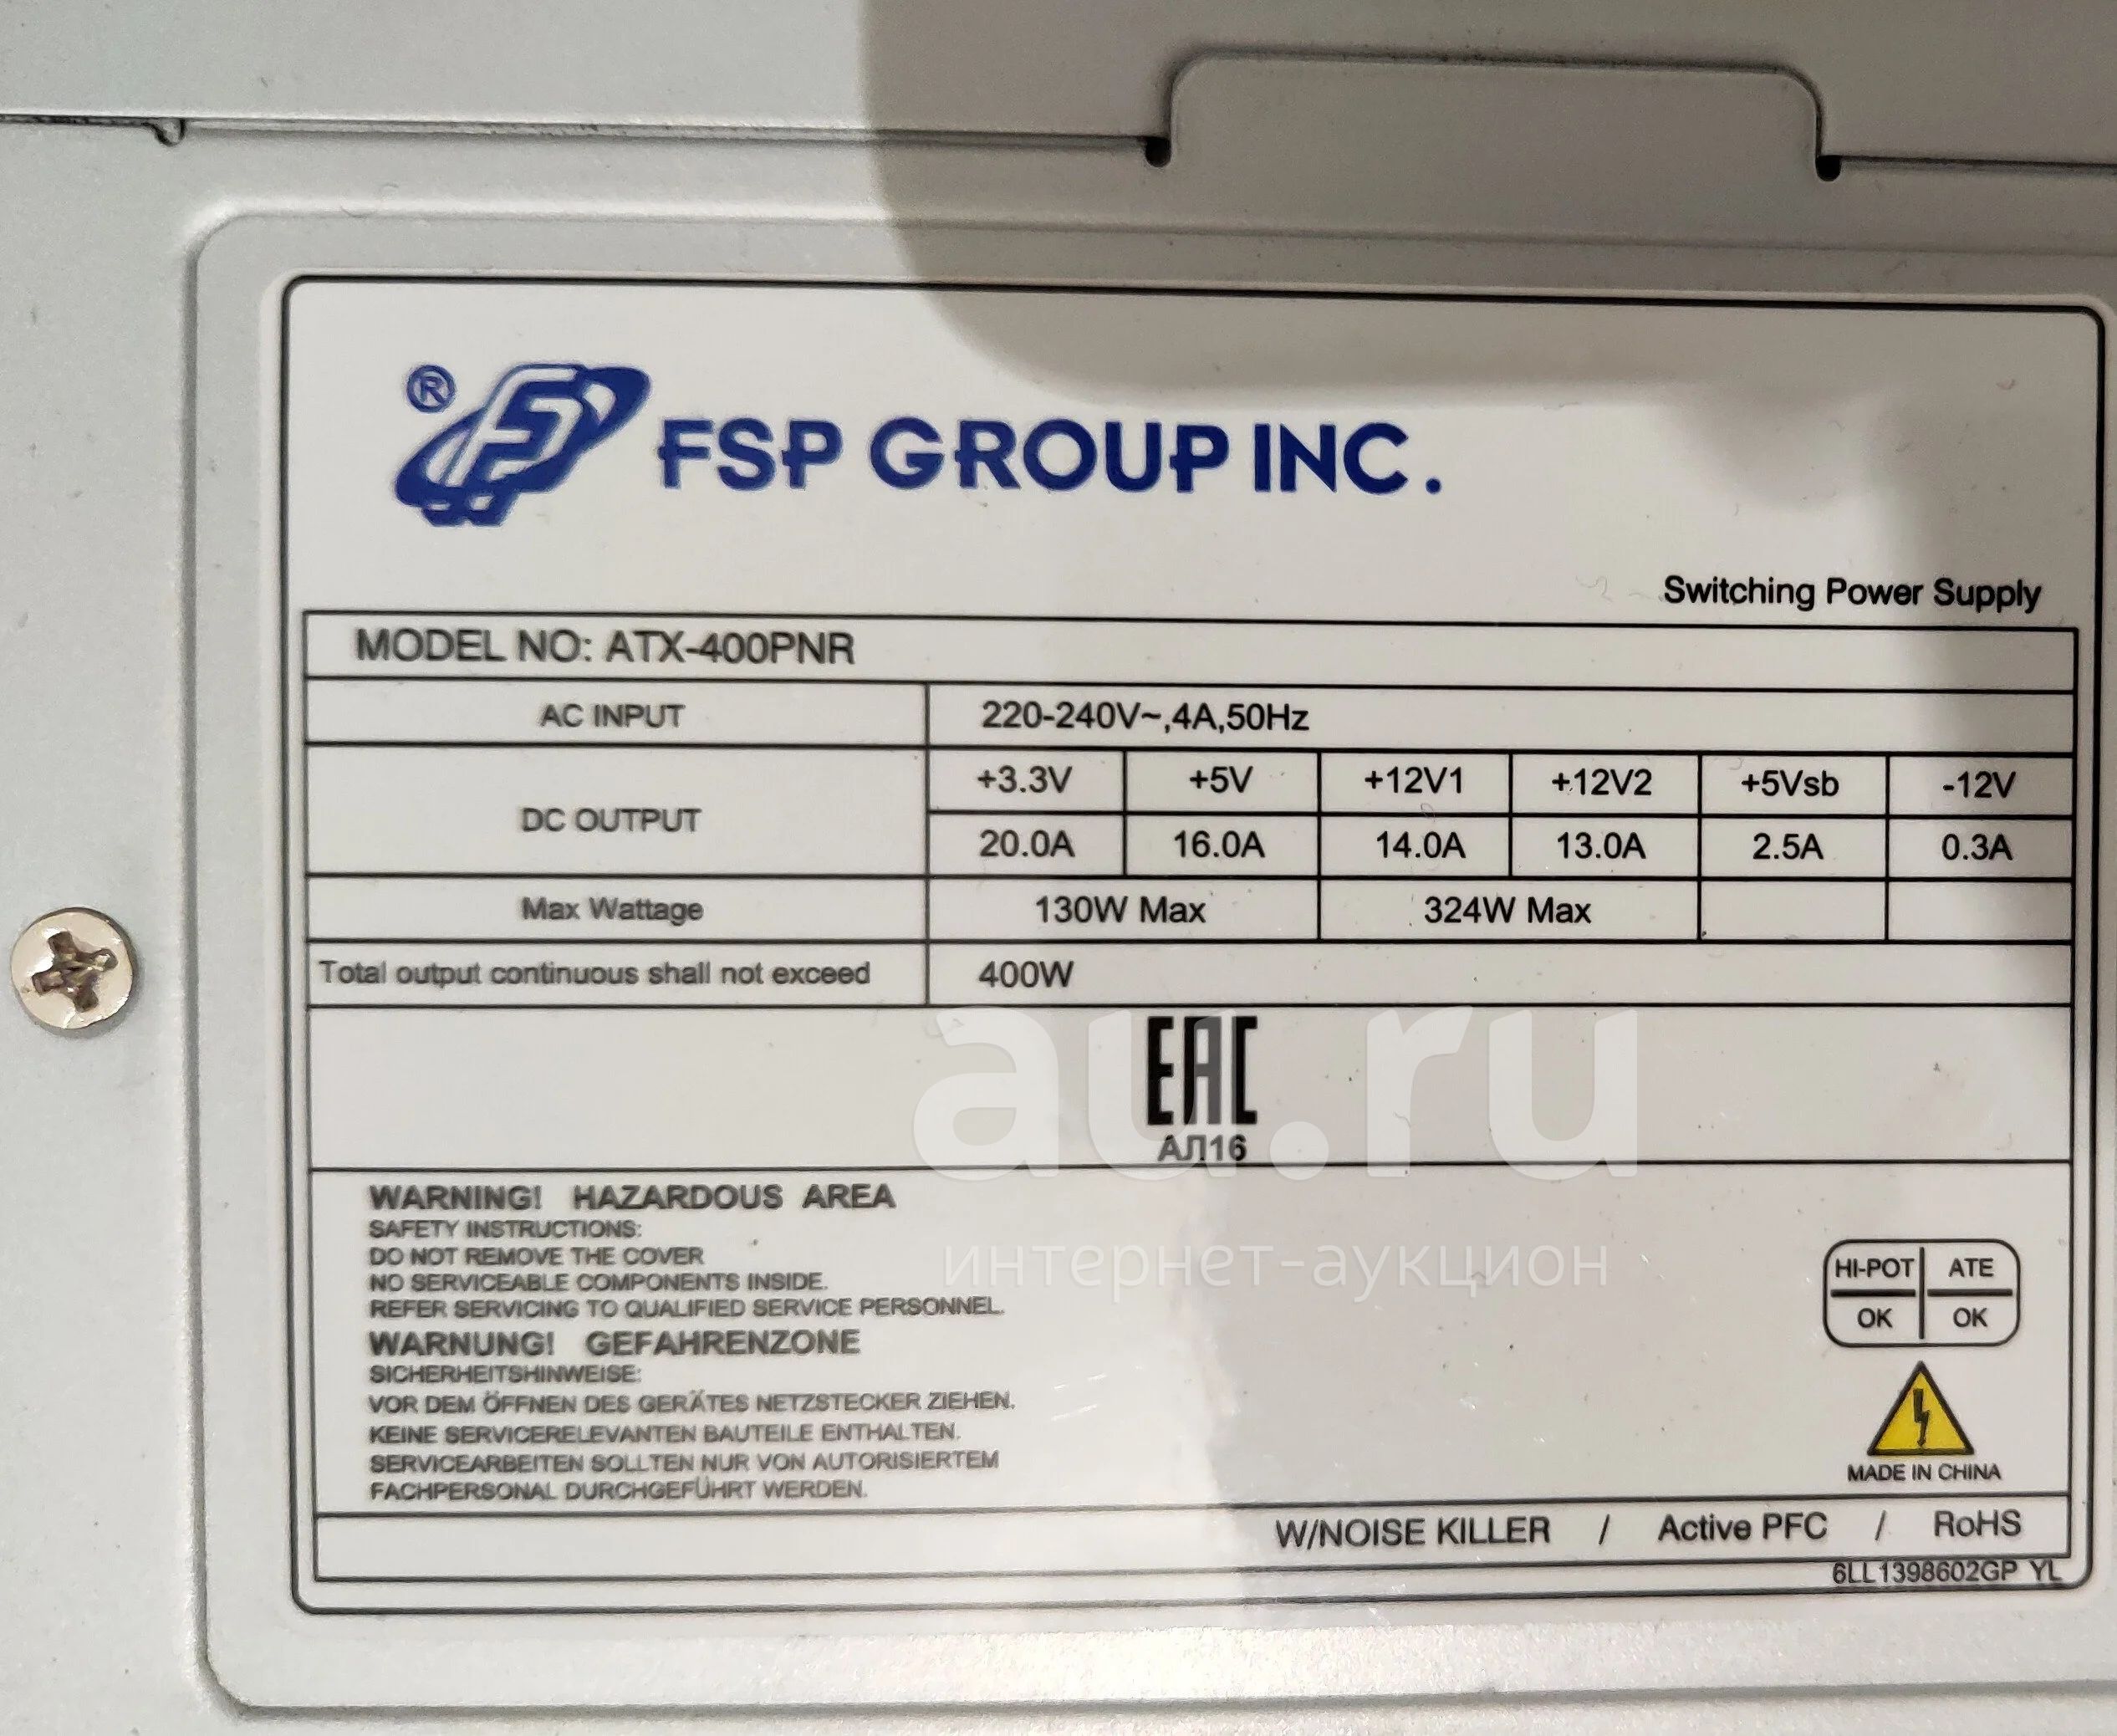 ® FSP GROUP INC.
Switching Power Supply
MODEL NO: ATX-400PNR
AC INPUT 220-240V~,4A,50Hz
DC OUTPUT +3.3V +5V +12V1 +12V2 +5Vsb -12V
20.0A 16.0A 14.0A 13.0A 2.5A 0.3A
Max Wattage 130W Max 324W Max
Total output continuous shall not exceed 400W
EAC
АЛ16
au.ru
интернет-аукцион
WARNING! HAZARDOUS AREA
SAFETY INSTRUCTIONS:
DO NOT REMOVE THE COVER
NO SERVICEABLE COMPONENTS INSIDE.
REFER SERVICING TO QUALIFIED SERVICE PERSONNEL.
WARNUNG! GEFAHRENZONE
SICHERHEITSHINWEISE:
VOR DEM ÖFFNEN DES GERÄTES NETZSTECKER ZIEHEN.
KEINE SERVICERELEVANTEN BAUTEILE ENTHALTEN.
SERVICEARBEITEN SOLLTEN NUR VON AUTORISIERTEM
FACHPERSONAL DURCHGEFÜHRT WERDEN.
HI-POT ATE
OK OK
MADE IN CHINA
W/NOISE KILLER / Active PFC / RoHS
6LL1398602GP YL